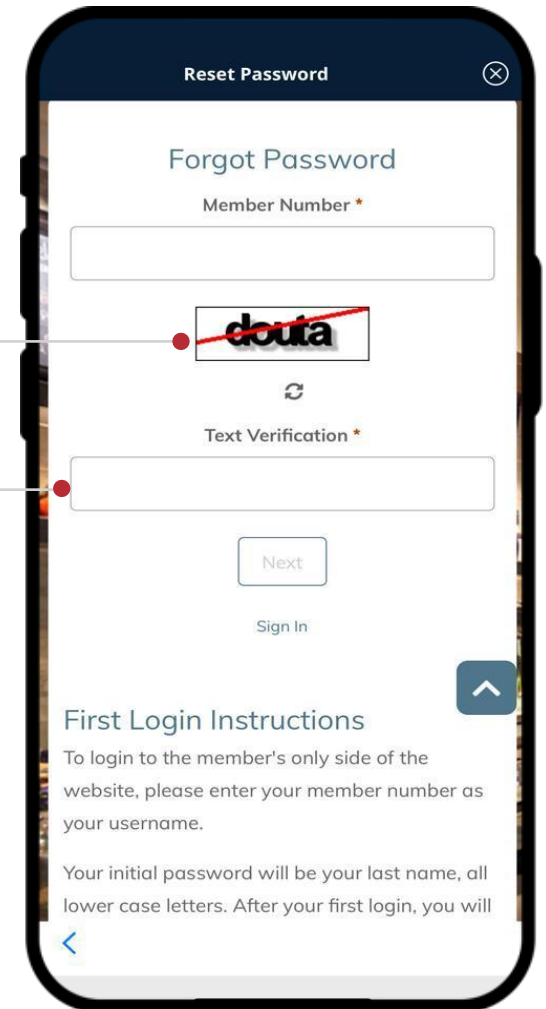 Reset Password
Forgot Password
Member Number *
douta
Text Verification *
Next
Sign In
First Login Instructions
To login to the member's only side of the
website, please enter your member number as
your username.
Your initial password will be your last name, all
lower case letters. After your first login, you will